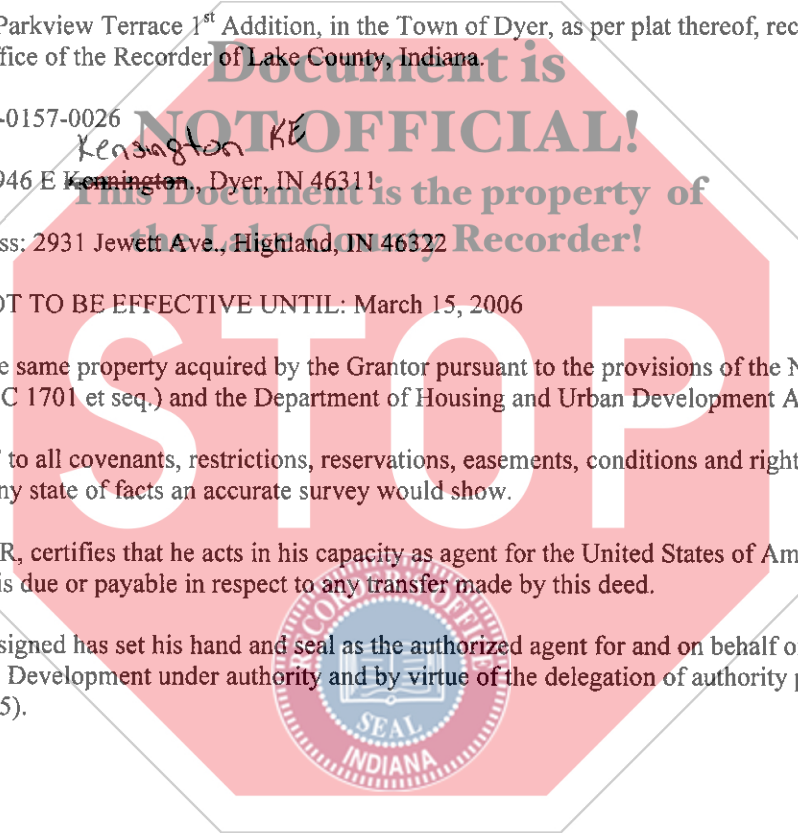 Parkview Terrace 1st Addition, in the Town of Dyer, as per plat thereof, rec
fice of the Recorder of Lake County, Indiana.
Document is
-0157-0026
NOT OFFICIAL!
Kensington KE
946 E Kennington., Dyer, IN 46311
This Document is the property of
ss: 2931 Jewett Ave., Highland, IN 46322
the Lake County Recorder!
OT TO BE EFFECTIVE UNTIL: March 15, 2006
STOP
e same property acquired by the Grantor pursuant to the provisions of the N
C 1701 et seq.) and the Department of Housing and Urban Development A
to all covenants, restrictions, reservations, easements, conditions and right
ny state of facts an accurate survey would show.
R, certifies that he acts in his capacity as agent for the United States of Am
is due or payable in respect to any transfer made by this deed.
signed has set his hand and seal as the authorized agent for and on behalf o
Development under authority and by virtue of the delegation of authority p
5).
SEAL
INDIANA